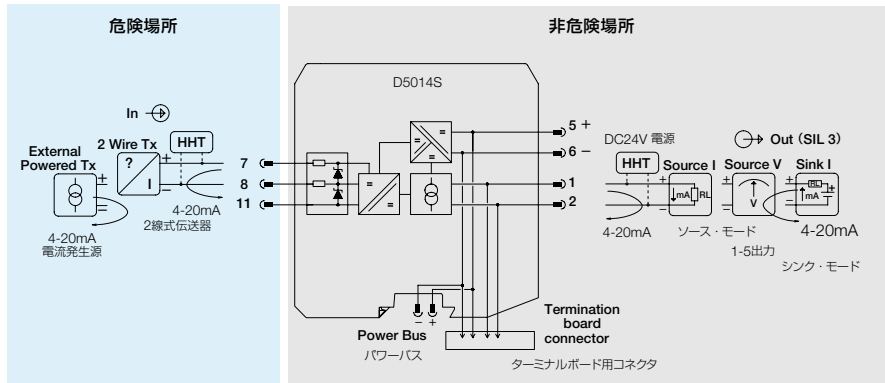 危険場所
非危険場所
D5014S
In
External
Powered Tx
2 Wire Tx
HHT
?
I
+
−
+
=
4-20mA
電流発生源
4-20mA
2線式伝送器
7
8
11
=
=
=
=
5 +
6 −
1
2
DC24V 電源
Out (SIL 3)
HHT
Source I
Source V
Sink I
+
−
mA
RL
+
−
V
+
−
RL
mA
+
4-20mA
ソース・モード
1-5出力
4-20mA
シンク・モード
− +
Power Bus
パワーバス
Termination
board
connector
ターミナルボード用コネクタ